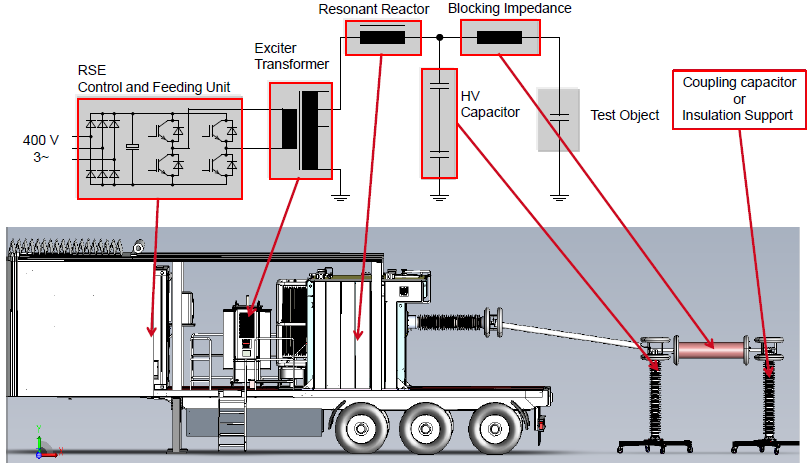 Resonant Reactor
Blocking Impedance
Exciter
Transformer
RSE
Control and Feeding Unit
400 V
3~
HV
Capacitor
Test Object
Coupling capacitor
or
Insulation Support
Y
X